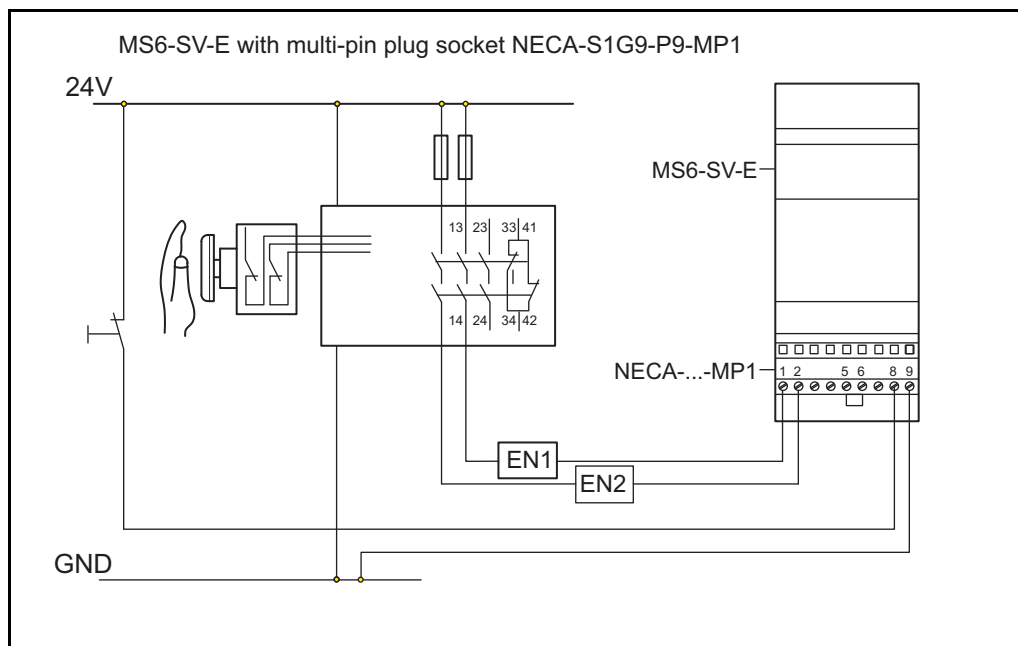 MS6-SV-E with multi-pin plug socket NECA-S1G9-P9-MP1
24V
MS6-SV-E
13 23 33 41
14 24 34 42
NECA-...-MP1
1 2 5 6 8 9
EN1
EN2
GND